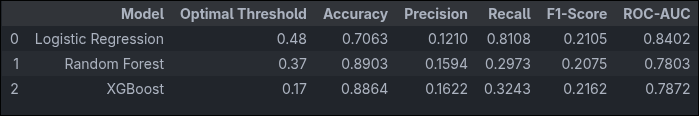 Model Optimal Threshold Accuracy Precision Recall F1-Score ROC-AUC
0 Logistic Regression 0.48 0.7063 0.1210 0.8108 0.2105 0.8402
1 Random Forest 0.37 0.8903 0.1594 0.2973 0.2075 0.7803
2 XGBoost 0.17 0.8864 0.1622 0.3243 0.2162 0.7872